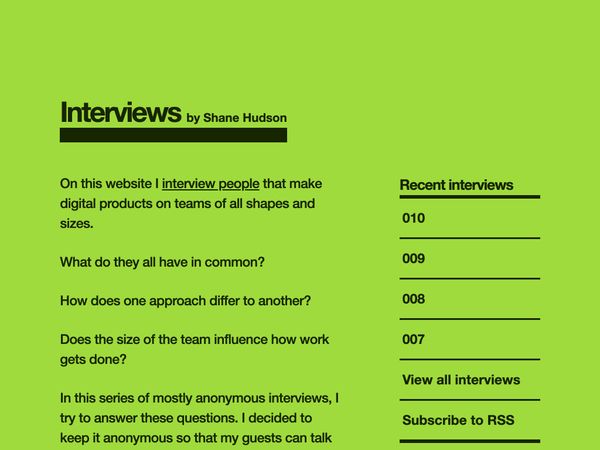 Interviews by Shane Hudson
On this website I interview people that make
digital products on teams of all shapes and
sizes.
What do they all have in common?
How does one approach differ to another?
Does the size of the team influence how work
gets done?
In this series of mostly anonymous interviews, I
try to answer these questions. I decided to
keep it anonymous so that my guests can talk
Recent interviews
010
009
008
007
View all interviews
Subscribe to RSS